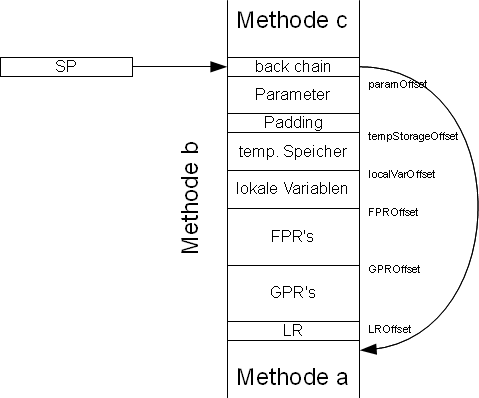 Methode c
SP
back chain
paramOffset
Parameter
Padding
tempStorageOffset
temp. Speicher
Methode b
localVarOffset
lokale Variablen
FPROffset
FPR's
GPROffset
GPR's
LR
LROffset
Methode a